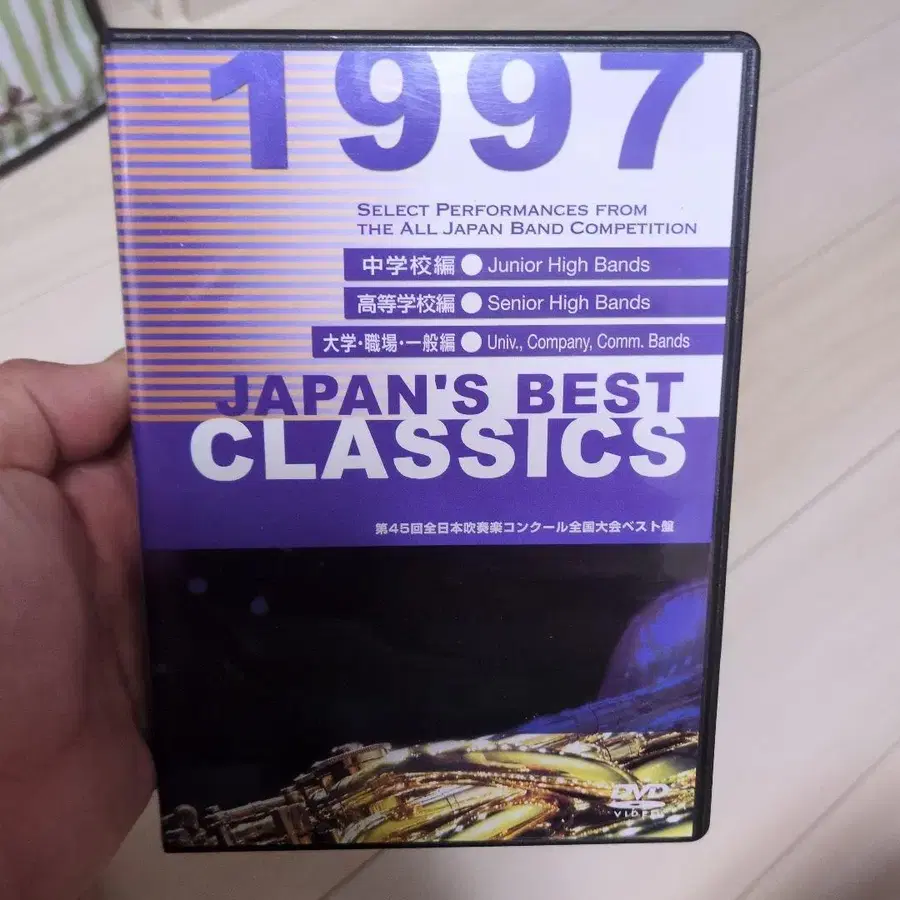 1997
SELECT PERFORMANCES FROM
THE ALL JAPAN BAND COMPETITION
中学校編●Junior High Bands
高等学校編●Senior High Bands
大学・職場・一般編●Univ., Company, Comm. Bands
JAPAN'S BEST
CLASSICS
第45回全日本吹奏楽コンクール全国大会ベスト盤
DVD
VIDEO